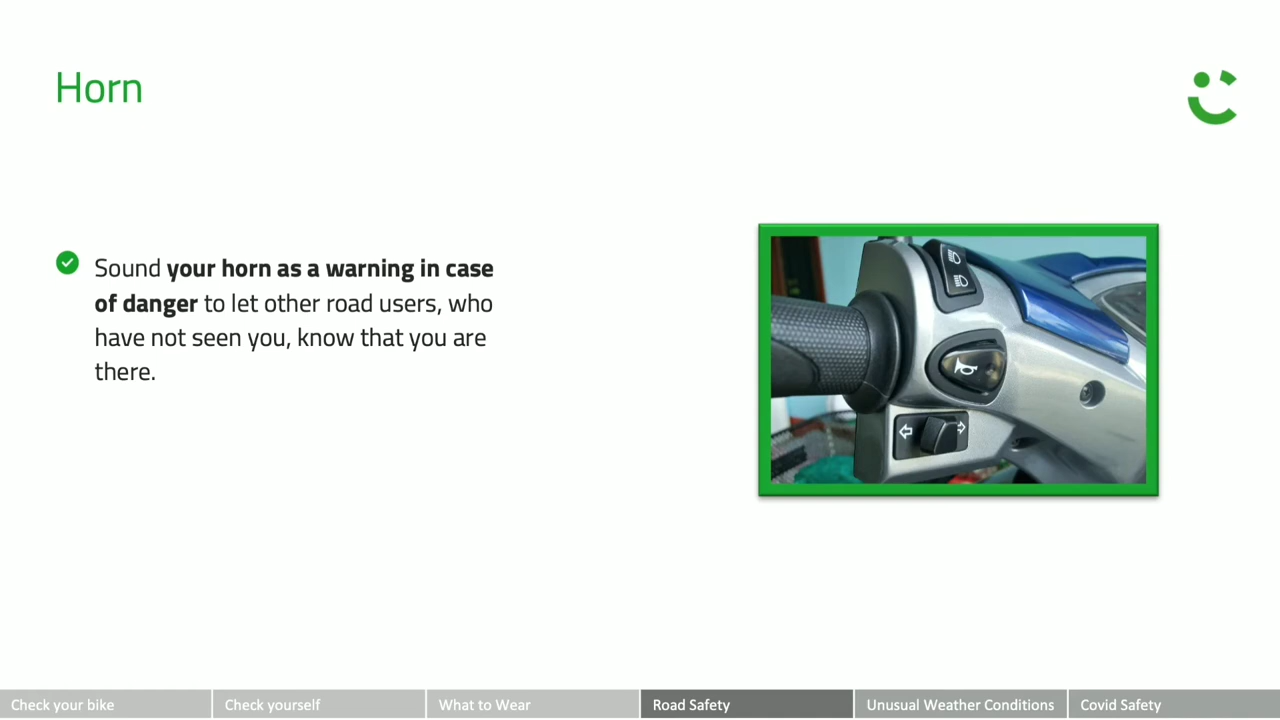 Horn
Sound your horn as a warning in case
of danger to let other road users, who
have not seen you, know that you are
there.
Check your bike
Check yourself
What to Wear
Road Safety
Unusual Weather Conditions
Covid Safety